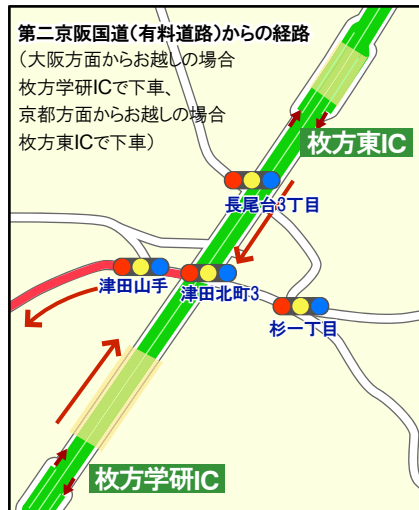 第二京阪国道(有料道路)からの経路
(大阪方面からお越しの場合
枚方学研ICで下車、
京都方面からお越しの場合
枚方東ICで下車)
枚方東IC
長尾台3丁目
津田山手
津田北町3
杉一丁目
枚方学研IC